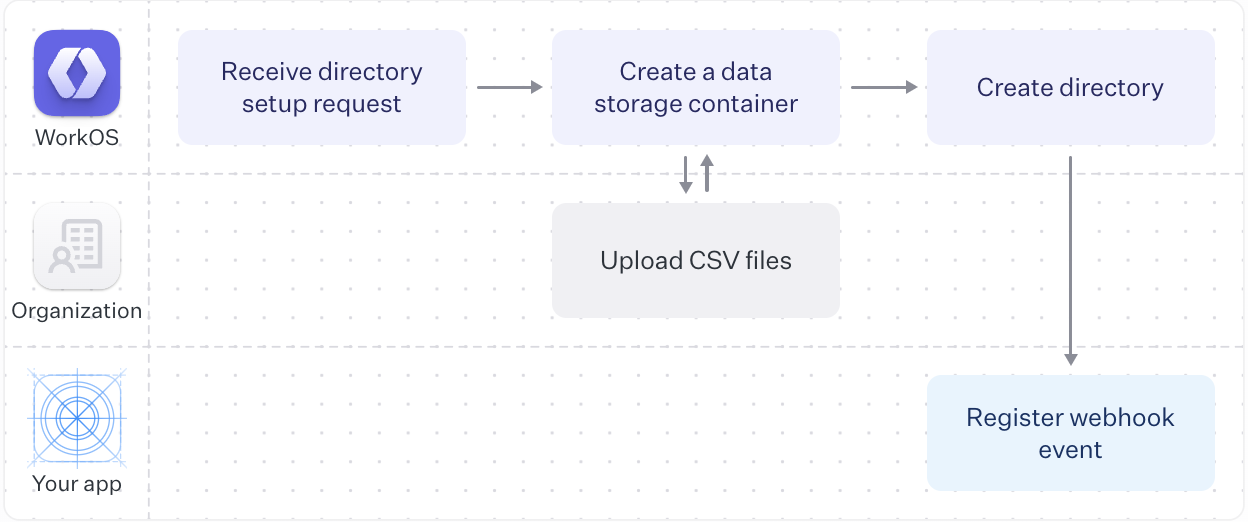 WorkOS
Receive directory
setup request
Create a data
storage container
Create directory
Organization
Upload CSV files
Your app
Register webhook
event